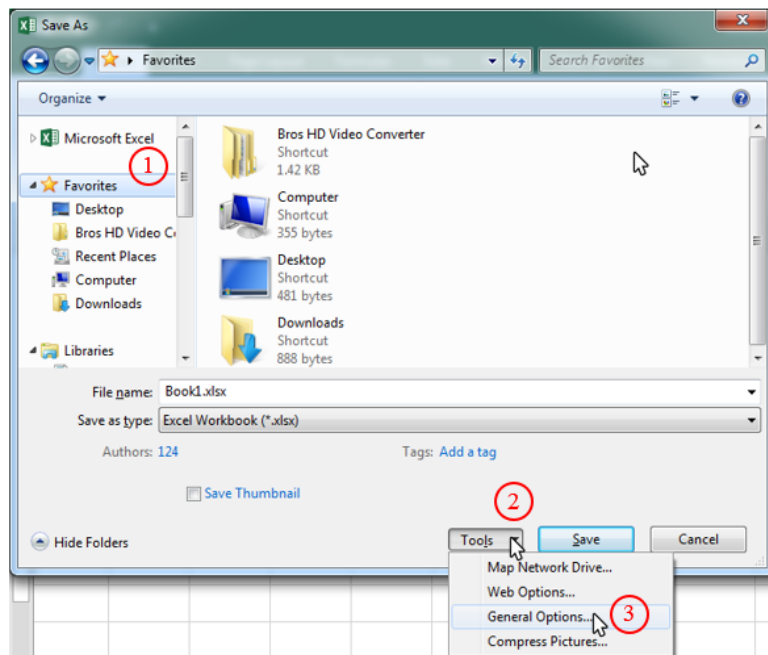 Save As
Favorites
Search Favorites
Organize
Microsoft Excel
1
Favorites
Desktop
Bros HD Video Co
Recent Places
Computer
Downloads
Libraries
Bros HD Video Converter
Shortcut
1.42 KB
Computer
Shortcut
355 bytes
Desktop
Shortcut
481 bytes
Downloads
Shortcut
888 bytes
File name: Book1.xlsx
Save as type: Excel Workbook (*.xlsx)
Authors: 124
Tags: Add a tag
Save Thumbnail
2
Hide Folders
Tools
Save
Cancel
Map Network Drive...
Web Options...
General Options...
3
Compress Pictures...